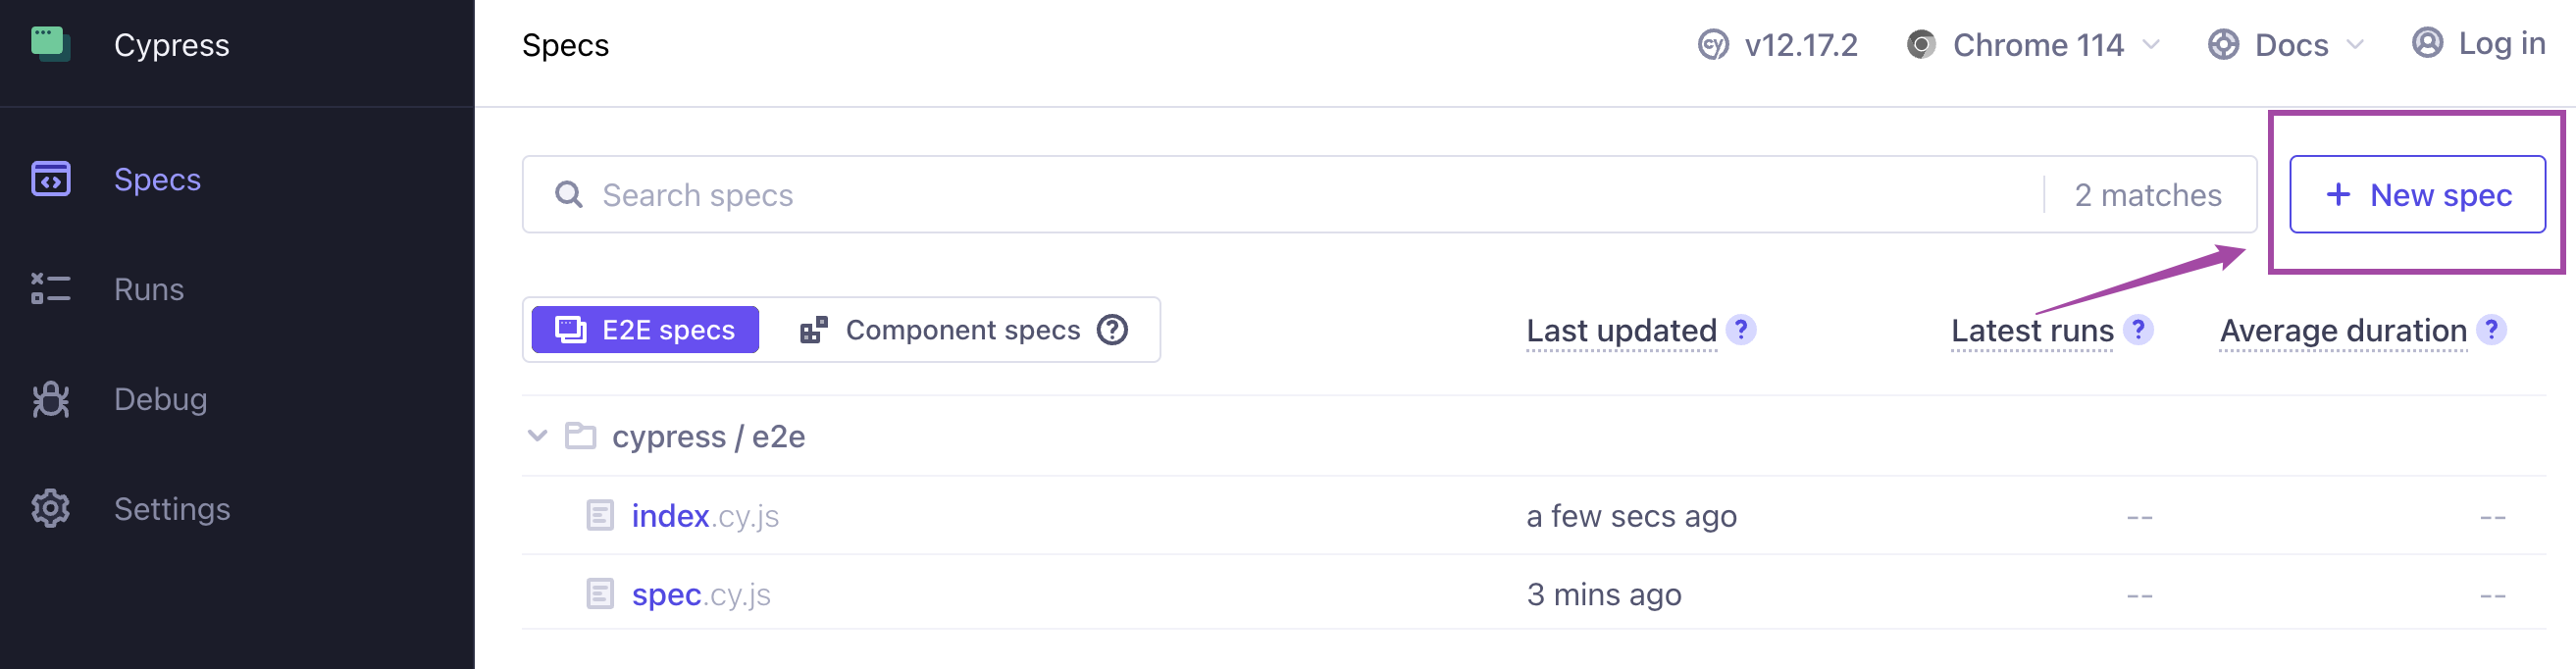 Cypress
Specs
Runs
Debug
Settings
Specs
cy v12.17.2 Chrome 114 Docs Log in
Search specs 2 matches + New spec
E2E specs Component specs ? Last updated ? Latest runs ? Average duration ?
cypress / e2e
index.cy.js a few secs ago -- --
spec.cy.js 3 mins ago -- --